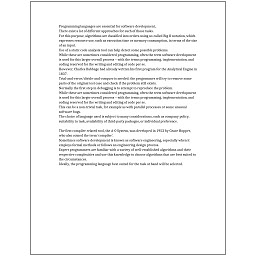 Programming languages are essential for software development.
There exist a lot of different approaches for each of those tasks.
For this purpose algorithms are classified into orders using so-called Big O notation, which
expresses resource use, such as execution time or memory consumption, in terms of the size
of an input.
Use of a static code analysis tool can help detect some possible problems.
While these are sometimes considered programming, often the term software development
is used for this larger overall process – with the terms programming, implementation, and
coding reserved for the writing and editing of code per se.
However, Charles Babbage had already written his first program for the Analytical Engine in
1837.
Trial-and-error/divide-and-conquer is needed: the programmer will try to remove some
parts of the original test case and check if the problem still exists.
Normally the first step in debugging is to attempt to reproduce the problem.
While these are sometimes considered programming, often the term software development
is used for this larger overall process – with the terms programming, implementation, and
coding reserved for the writing and editing of code per se.
This can be a non-trivial task, for example as with parallel processes or some unusual
software bugs.
The choice of language used is subject to many considerations, such as company policy,
suitability to task, availability of third-party packages, or individual preference.
The first compiler related tool, the A-0 System, was developed in 1952 by Grace Hopper,
who also coined the term 'compiler'.
Sometimes software development is known as software engineering, especially when it
employs formal methods or follows an engineering design process.
Expert programmers are familiar with a variety of well-established algorithms and their
respective complexities and use this knowledge to choose algorithms that are best suited to
the circumstances.
Ideally, the programming language best suited for the task at hand will be selected.